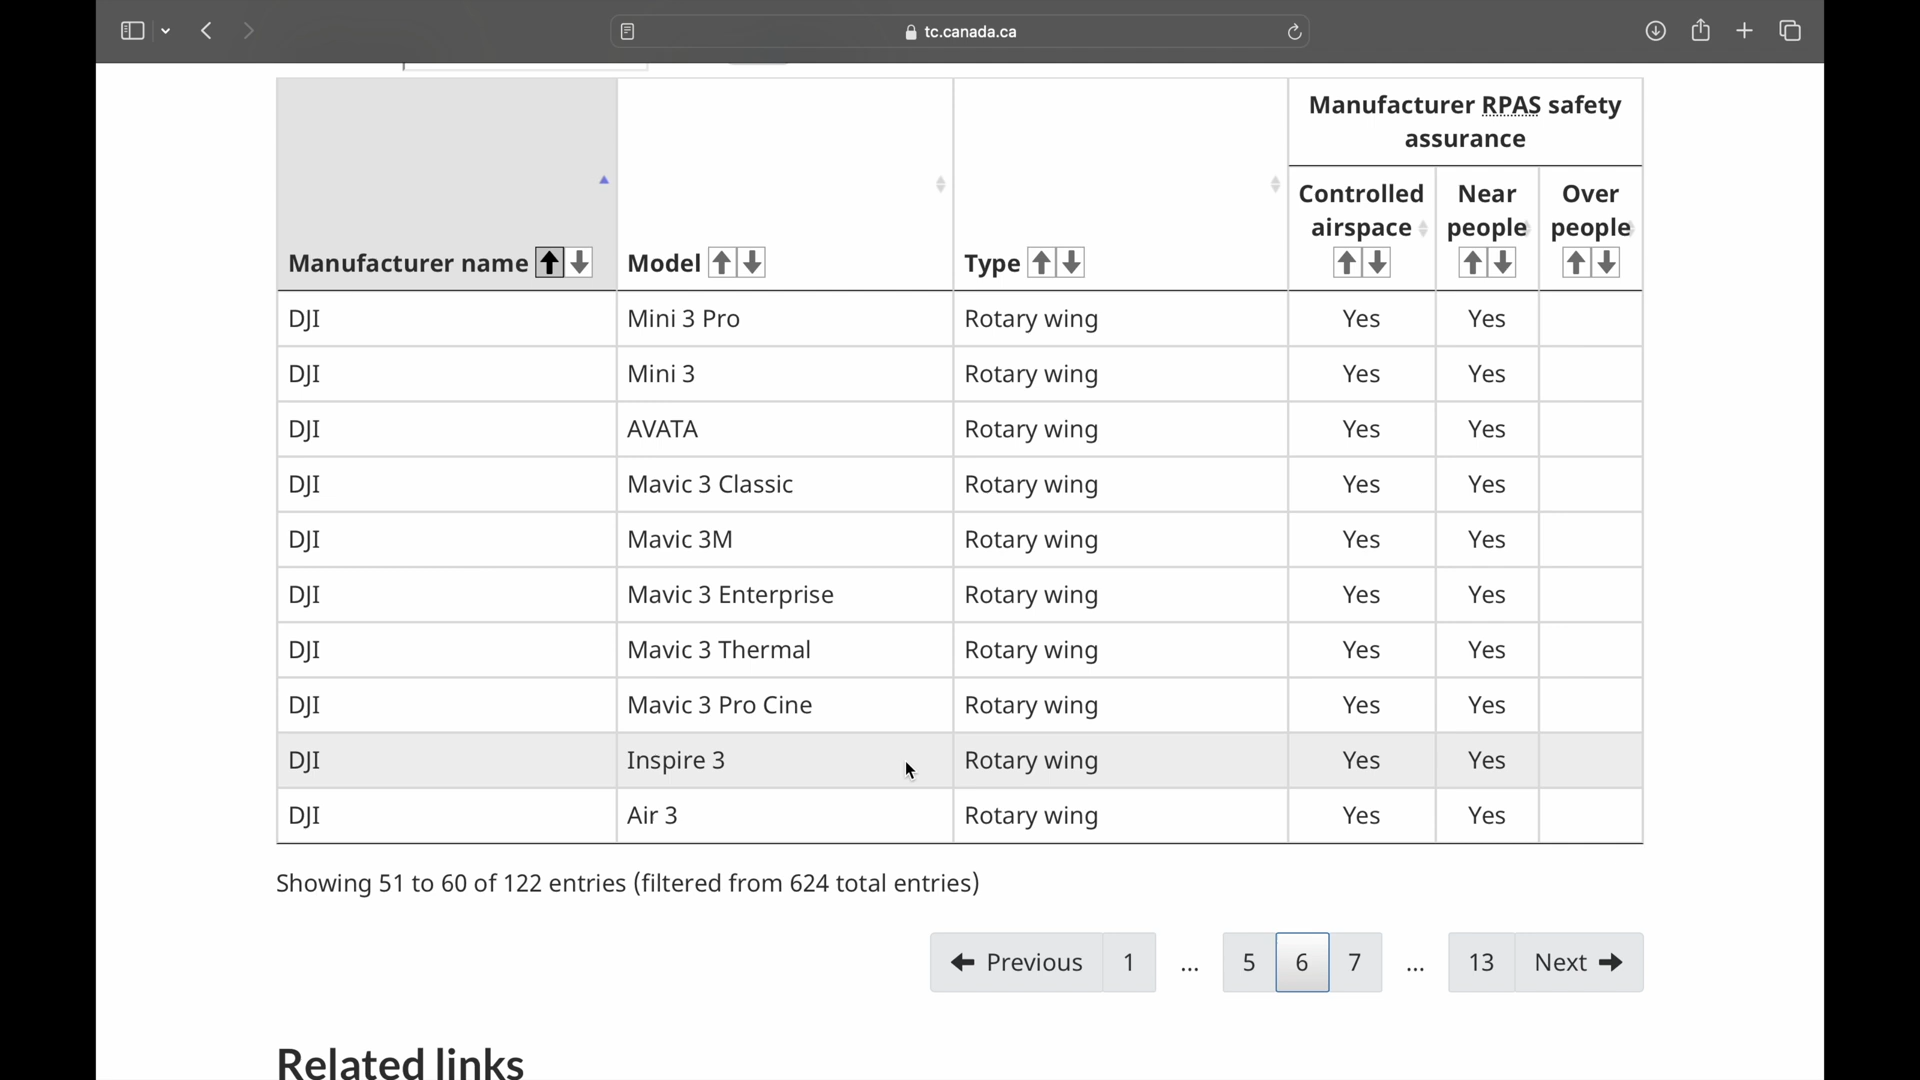 tc.canada.ca
Manufacturer RPAS safety
assurance
Controlled
airspace
Near
people
Over
people
Manufacturer name
Model
Type
DJI Mini 3 Pro Rotary wing Yes Yes
DJI Mini 3 Rotary wing Yes Yes
DJI AVATA Rotary wing Yes Yes
DJI Mavic 3 Classic Rotary wing Yes Yes
DJI Mavic 3M Rotary wing Yes Yes
DJI Mavic 3 Enterprise Rotary wing Yes Yes
DJI Mavic 3 Thermal Rotary wing Yes Yes
DJI Mavic 3 Pro Cine Rotary wing Yes Yes
DJI Inspire 3 Rotary wing Yes Yes
DJI Air 3 Rotary wing Yes Yes
Showing 51 to 60 of 122 entries (filtered from 624 total entries)
Previous 1 ... 5 6 7 ... 13 Next
Related links